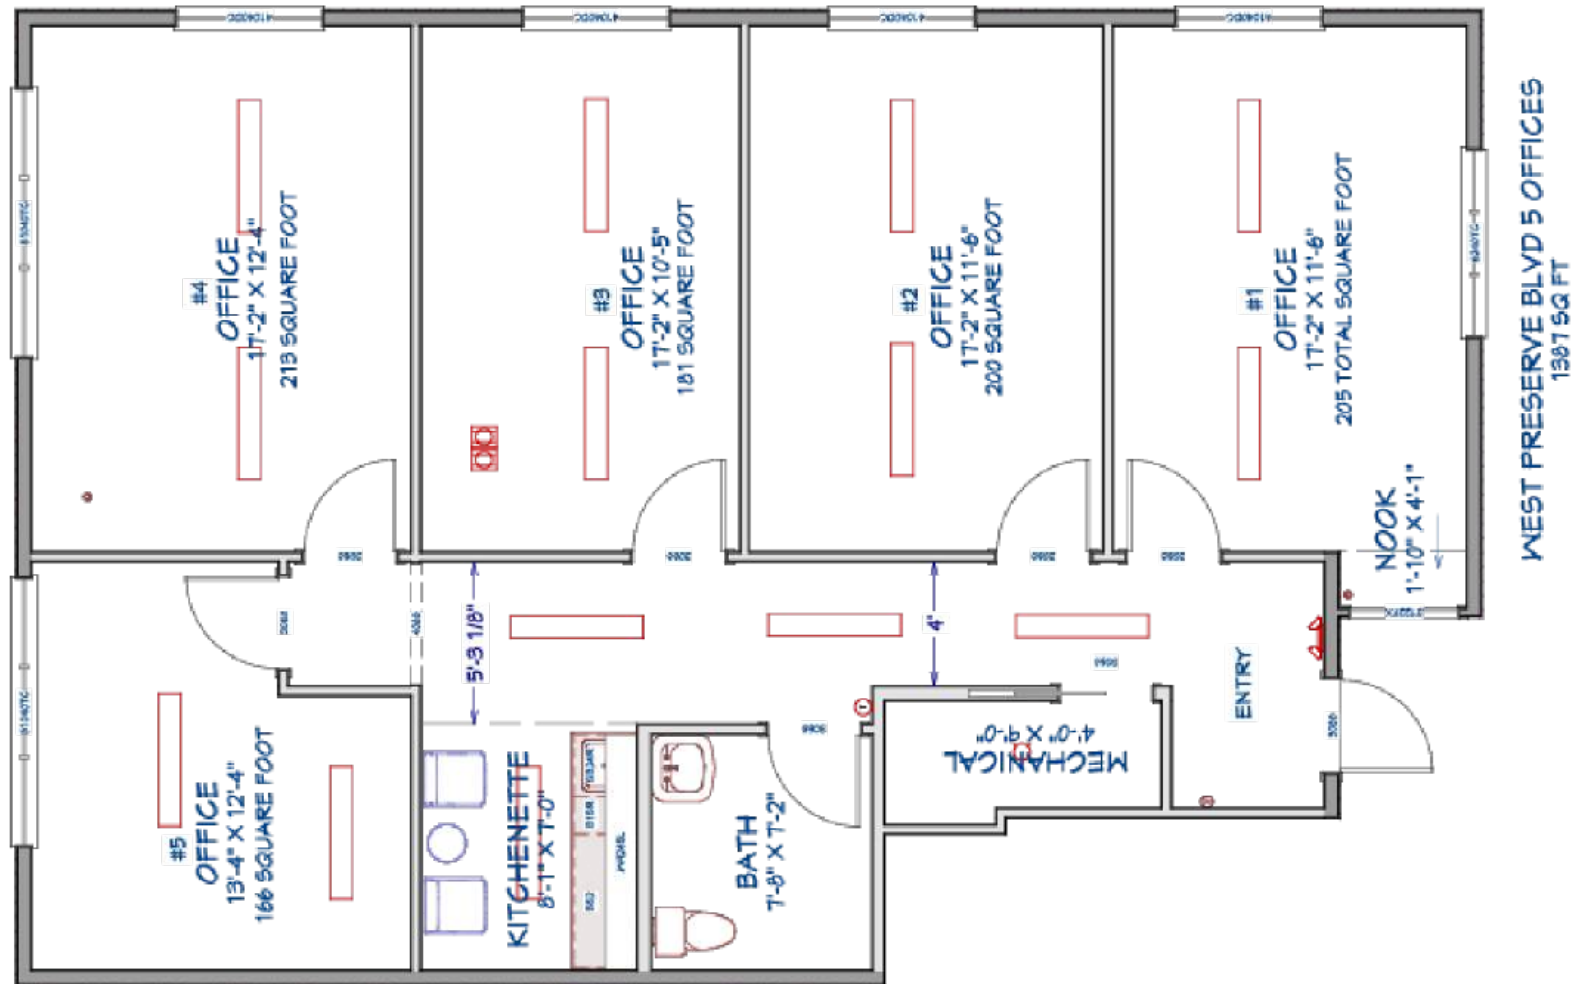 #4
OFFICE
17'-2" X 12'-4"
213 SQUARE FOOT
#3
OFFICE
17'-2" X 10'-5"
181 SQUARE FOOT
#2
OFFICE
17'-2" X 11'-6"
200 SQUARE FOOT
#1
OFFICE
17'-2" X 11'-6"
205 TOTAL SQUARE FOOT
NOOK
1'-10" X 4'-1"
WEST PRESERVE BLVD 5 OFFICES
1387 SQ FT
#5
OFFICE
13'-4" X 12'-4"
166 SQUARE FOOT
5'-3 1/8"
4'
KITCHENETTE
8'-1" X 7'-0"
BATH
7'-8" X 7'-2"
MECHANICAL
4'-0" X 9'-0"
ENTRY